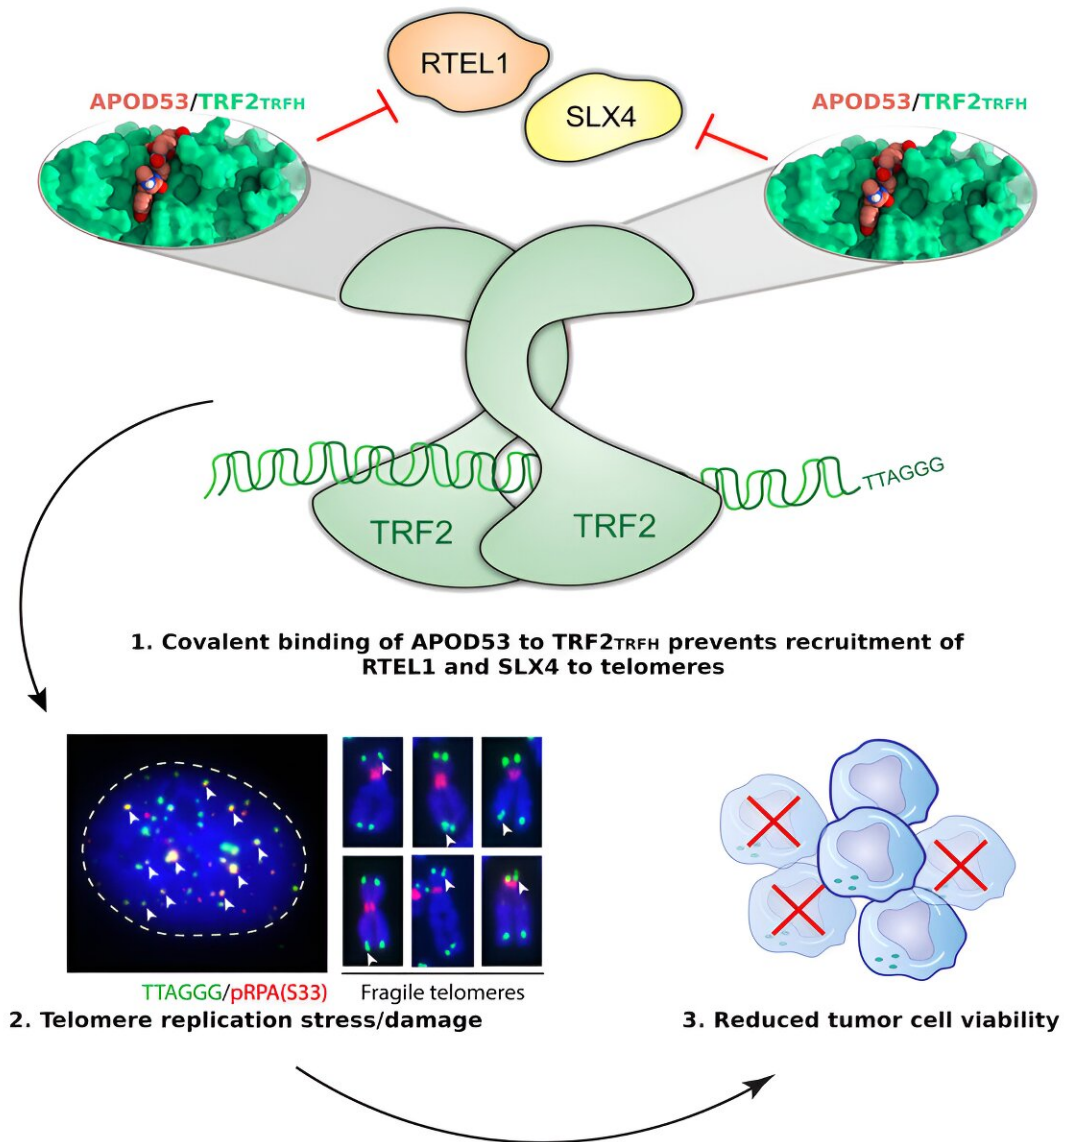 RTEL1
SLX4
APOD53/TRF2TRFH
APOD53/TRF2TRFH
TTAGGG
TRF2
TRF2
1. Covalent binding of APOD53 to TRF2TRFH prevents recruitment of
RTEL1 and SLX4 to telomeres
TTAGGG/pRPA(S33)
Fragile telomeres
2. Telomere replication stress/damage
3. Reduced tumor cell viability